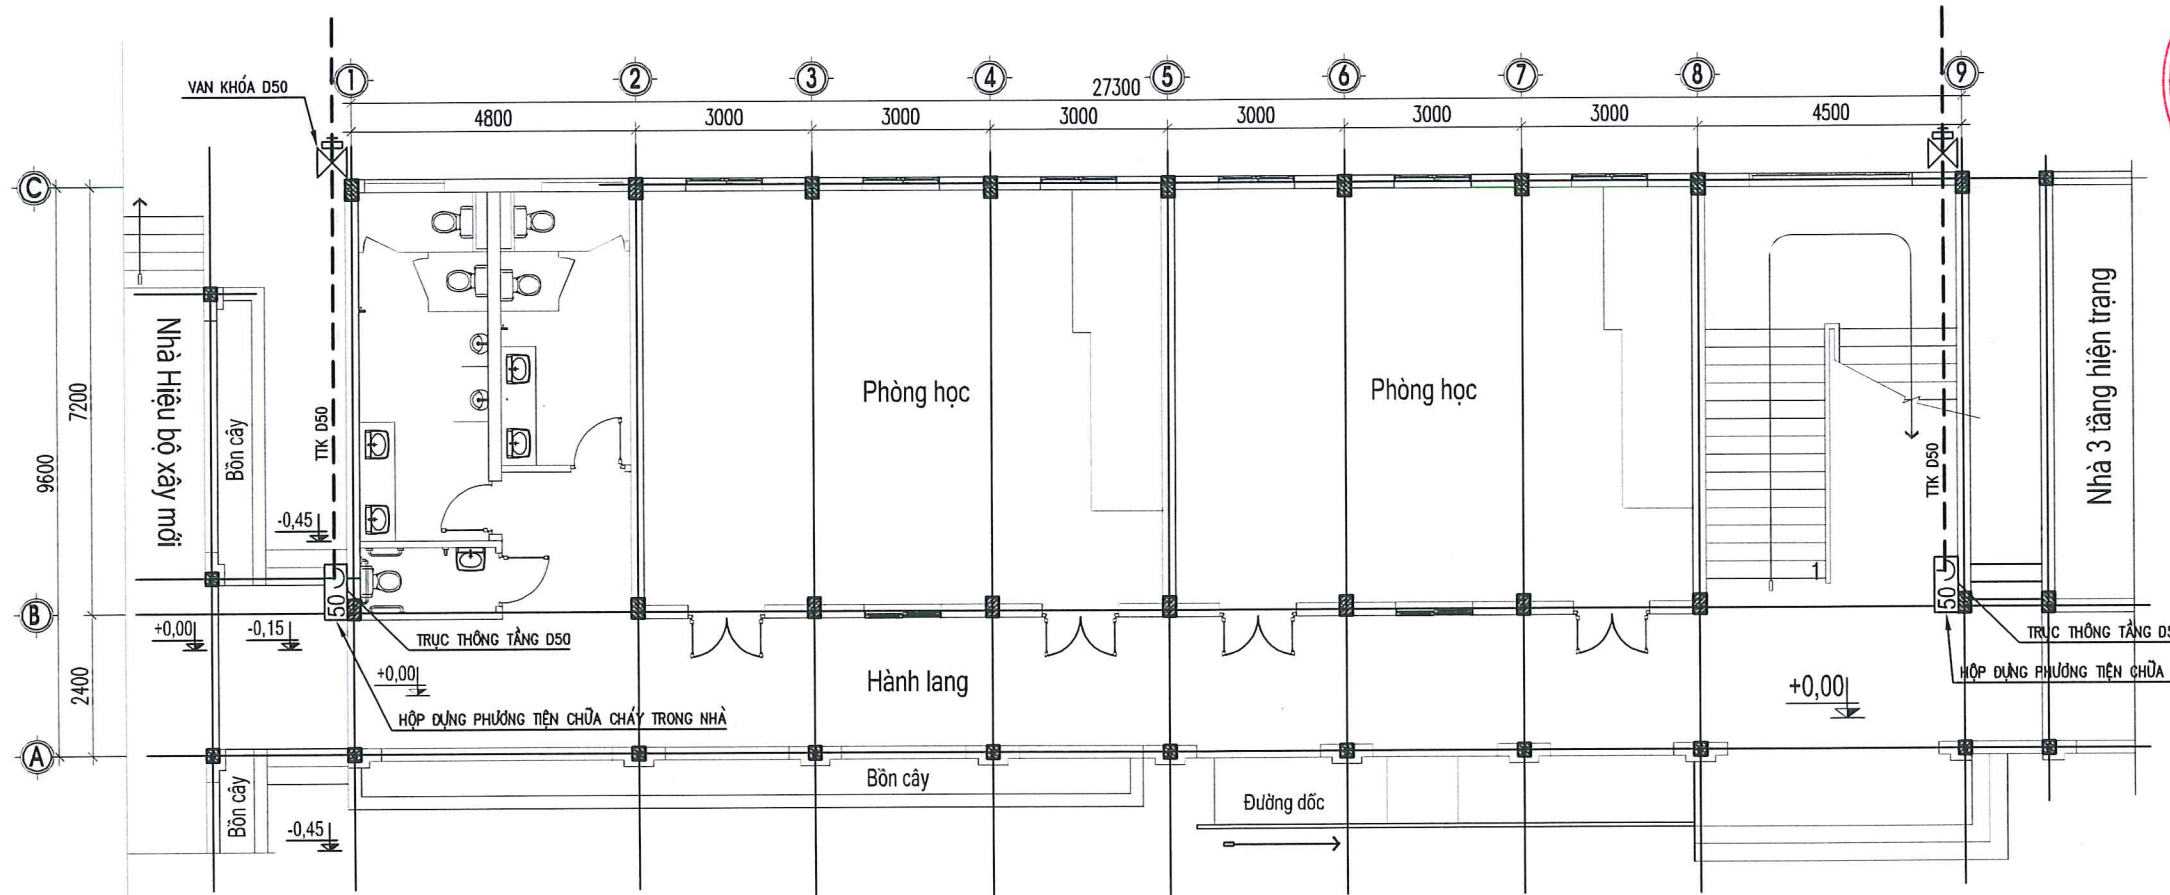 VAN KHÓA D50
1
2
3
4
5
6
7
8
9
27300
4800
3000
3000
3000
3000
3000
3000
4500
C
B
A
9600
7200
2400
Nhà Hiệu bộ xây mới
Bồn cây
TTK D50
-0,45
50
Phòng học
Phòng học
1
TTK D50
50
Nhà 3 tầng hiện trạng
+0,00
-0,15
TRỤC THÔNG TẦNG D50
+0,00
HỘP ĐỰNG PHƯƠNG TIỆN CHỮA CHÁY TRONG NHÀ
Hành lang
+0,00
TRỤC THÔNG TẦNG D5
HỘP ĐỰNG PHƯƠNG TIỆN CHỮA
Bồn cây
Bồn cây
-0,45
Đường dốc